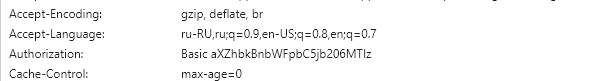 Accept-Encoding: gzip, deflate, br
Accept-Language: ru-RU,ru;q=0.9,en-US;q=0.8,en;q=0.7
Authorization: Basic aXZhbkBnbWFpbC5jb206MTIz
Cache-Control: max-age=0